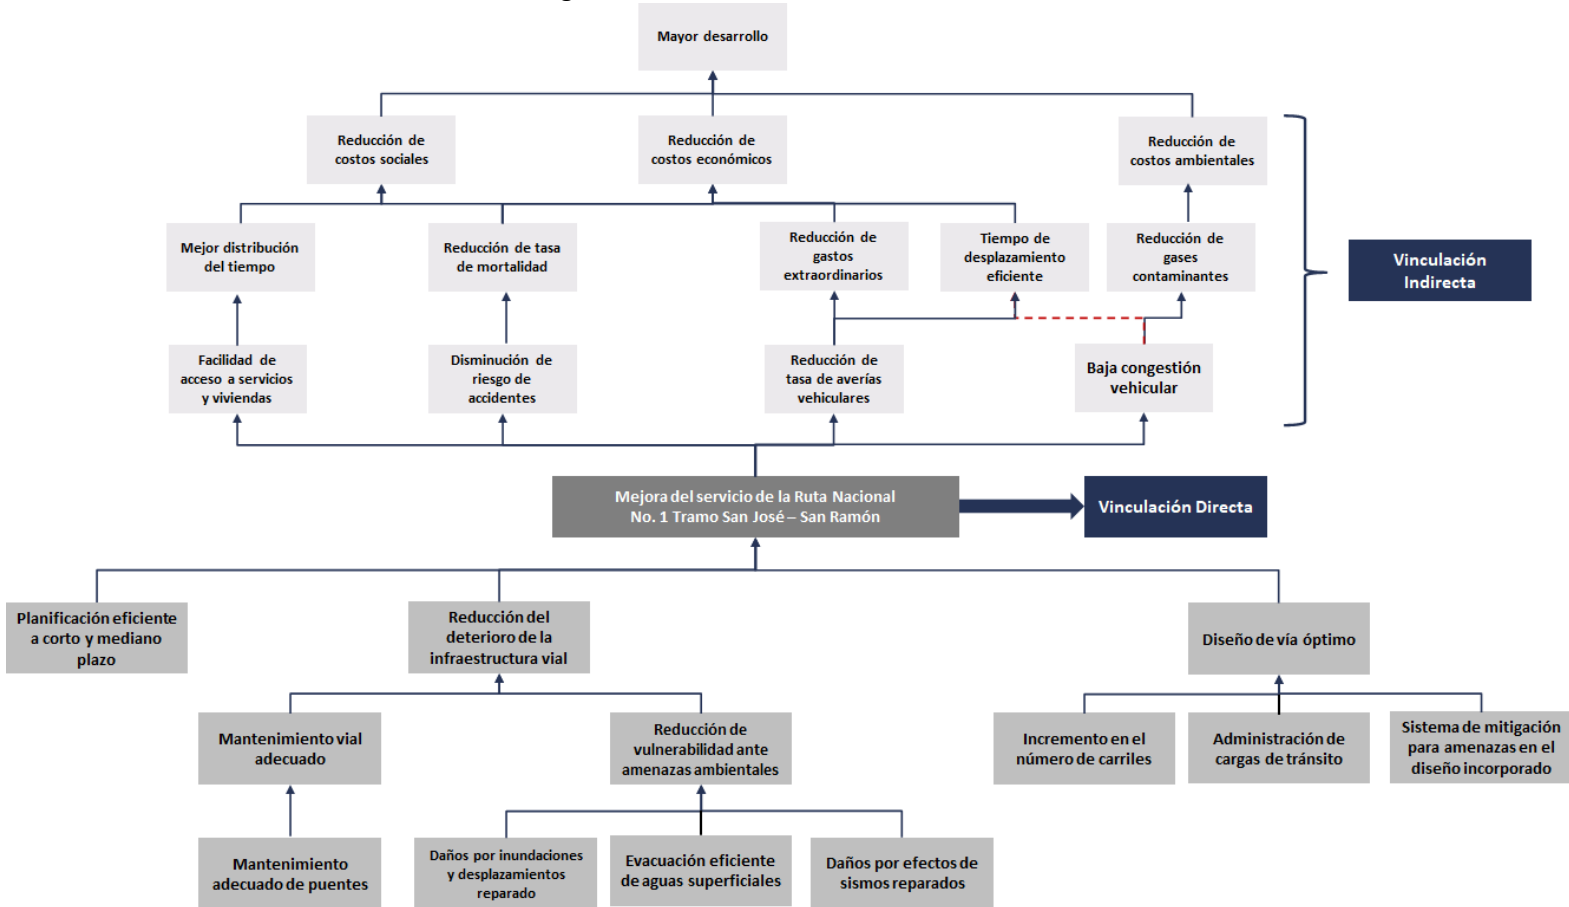 Mayor desarrollo
Reducción de
costos sociales
Reducción de
costos económicos
Reducción de
costos ambientales
Mejor distribución
del tiempo
Reducción de tasa
de mortalidad
Reducción de
gastos
extraordinarios
Tiempo de
desplazamiento
eficiente
Reducción de
gases
contaminantes
Vinculación
Indirecta
Facilidad de
acceso a servicios
y viviendas
Disminución de
riesgo de
accidentes
Reducción de
tasa de averías
vehiculares
Baja congestión
vehicular
Mejora del servicio de la Ruta Nacional
No. 1 Tramo San José – San Ramón
Vinculación Directa
Planificación eficiente
a corto y mediano
plazo
Reducción del
deterioro de la
infraestructura vial
Diseño de vía óptimo
Mantenimiento vial
adecuado
Reducción de
vulnerabilidad ante
amenazas ambientales
Incremento en el
número de carriles
Administración de
cargas de tránsito
Sistema de mitigación
para amenazas en el
diseño incorporado
Mantenimiento
adecuado de puentes
Daños por inundaciones
y desplazamientos
reparado
Evacuación eficiente
de aguas superficiales
Daños por efectos de
sismos reparados